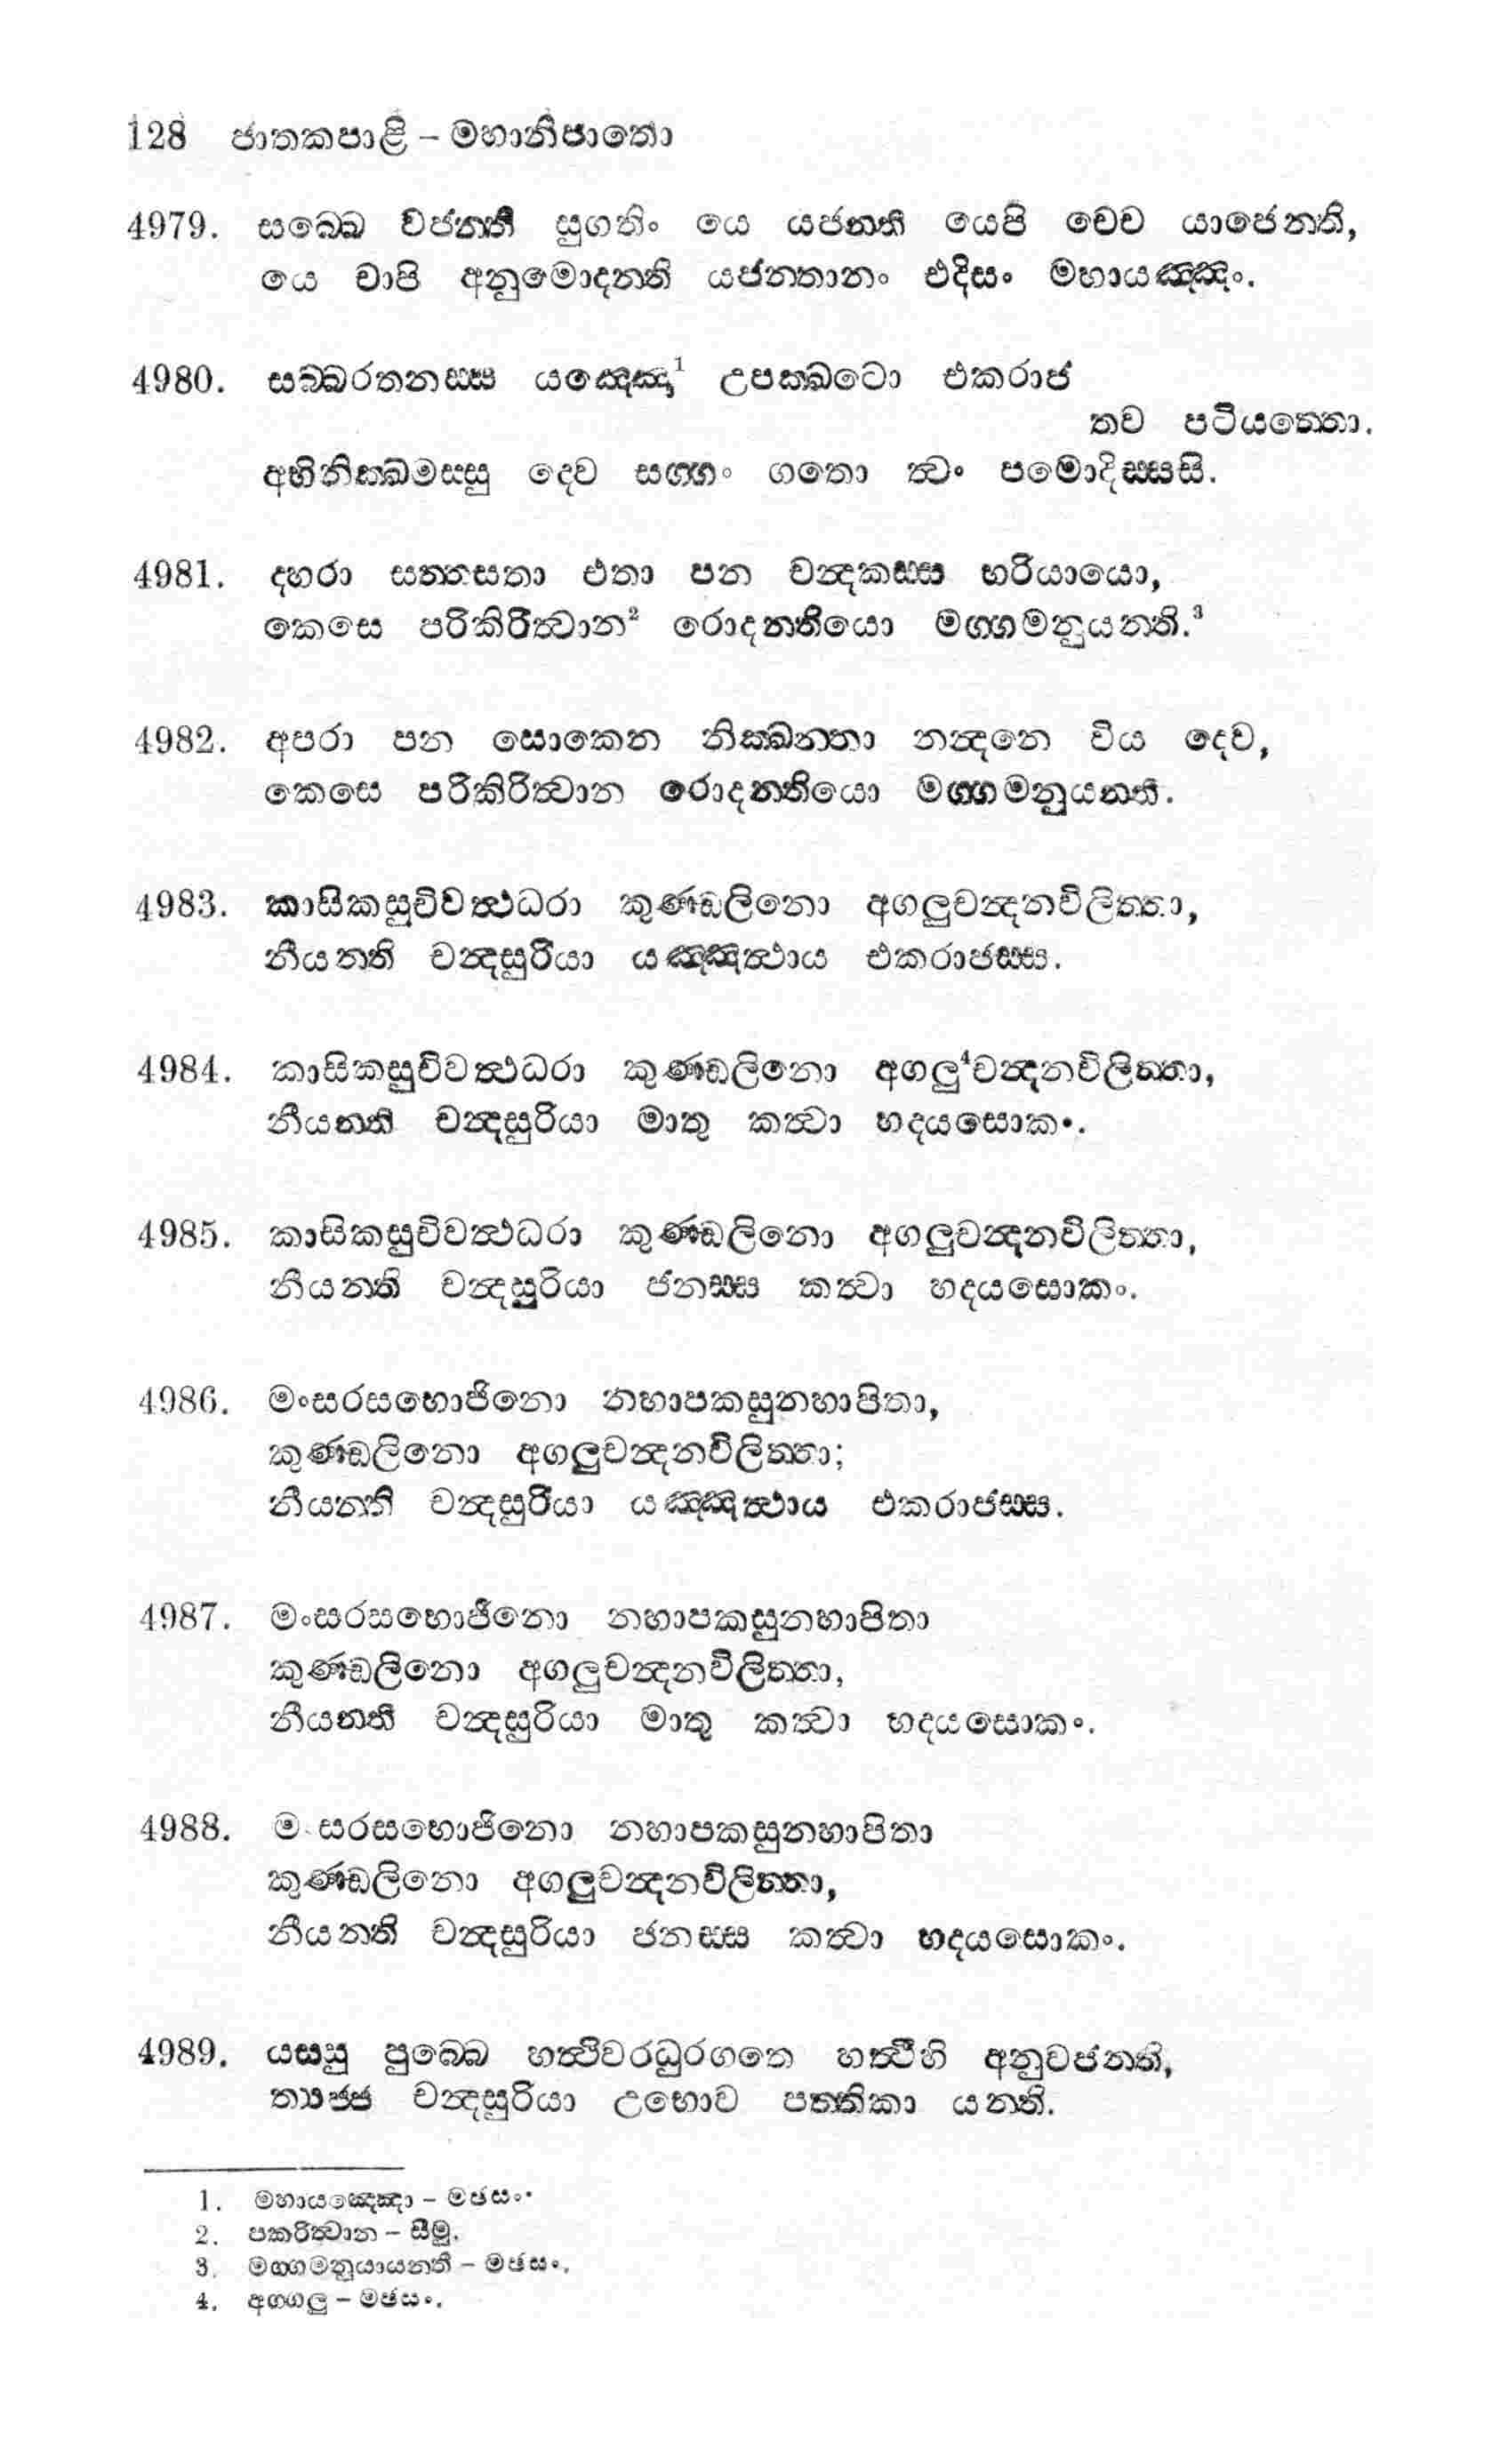 128 ජාතකපාළි – මහානිපාතො
4979. සබ්බෙ වජන්ති සුගතිං යෙ යජන්ති යෙපි චෙව යාජෙන්ති,
යෙ චාපි අනුමොදන්ති යජන්තානං එදිසං මහායඤ්ඤං.
4980. සබ්බරතනස්ස යඤ්ඤො¹ උපක්ඛටො එකරාජ
තව පටියත්තො.
අභිනික්ඛමස්සු දෙව සග්ගං ගතො ත්වං පමොදිස්සසි.
4981. දහරා සත්තසතා එතා පන චන්දකස්ස භරියායො,
කෙසෙ පරිකිරිත්වාන² රොදන්තියො මග්ගමනුයන්ති.³
4982. අපරා පන සොකෙන නික්ඛන්තා නන්දනෙ විය දෙව,
කෙසෙ පරිකිරිත්වාන රොදන්තියො මග්ගමනුයන්ති.
4983. කාසිකසුචිවත්ථධරා කුණ්ඩලිනො අගලුචන්දනවිලිත්තා,
නීයන්ති චන්දසුරියා යඤ්ඤත්ථාය එකරාජස්ස.
4984. කාසිකසුචිවත්ථධරා කුණ්ඩලිනො අගලු⁴චන්දනවිලිත්තා,
නීයන්ති චන්දසුරියා මාතු කත්වා හදයසොකං.
4985. කාසිකසුචිවත්ථධරා කුණ්ඩලිනො අගලුචන්දනවිලිත්තා,
නීයන්ති චන්දසුරියා ජනස්ස කත්වා හදයසොකං.
4986. මංසරසභොජිනො නහාපකසුනහාපිතා,
කුණ්ඩලිනො අගලුචන්දනවිලිත්තා;
නීයන්ති චන්දසුරියා යඤ්ඤත්ථාය එකරාජස්ස.
4987. මංසරසභොජිනො නහාපකසුනහාපිතා
කුණ්ඩලිනො අගලුචන්දනවිලිත්තා,
නීයන්ති චන්දසුරියා මාතු කත්වා හදයසොකං.
4988. මංසරසභොජිනො නහාපකසුනහාපිතා
කුණ්ඩලිනො අගලුචන්දනවිලිත්තා,
නීයන්ති චන්දසුරියා ජනස්ස කත්වා හදයසොකං.
4989. යස්සු පුබ්බෙ හත්ථිවරධුරගතෙ හත්ථීහි අනුවජන්ති,
ත්‍යජ්ජ චන්දසුරියා උභොව පත්තිකා යන්ති.
1. මහායඤ්ඤො – මඡසං.
2. පකරිත්වාන – සීමු.
3. මග්ගමනුයායන්ති – මඡසං.
4. අග්ගලු – මඡසං.